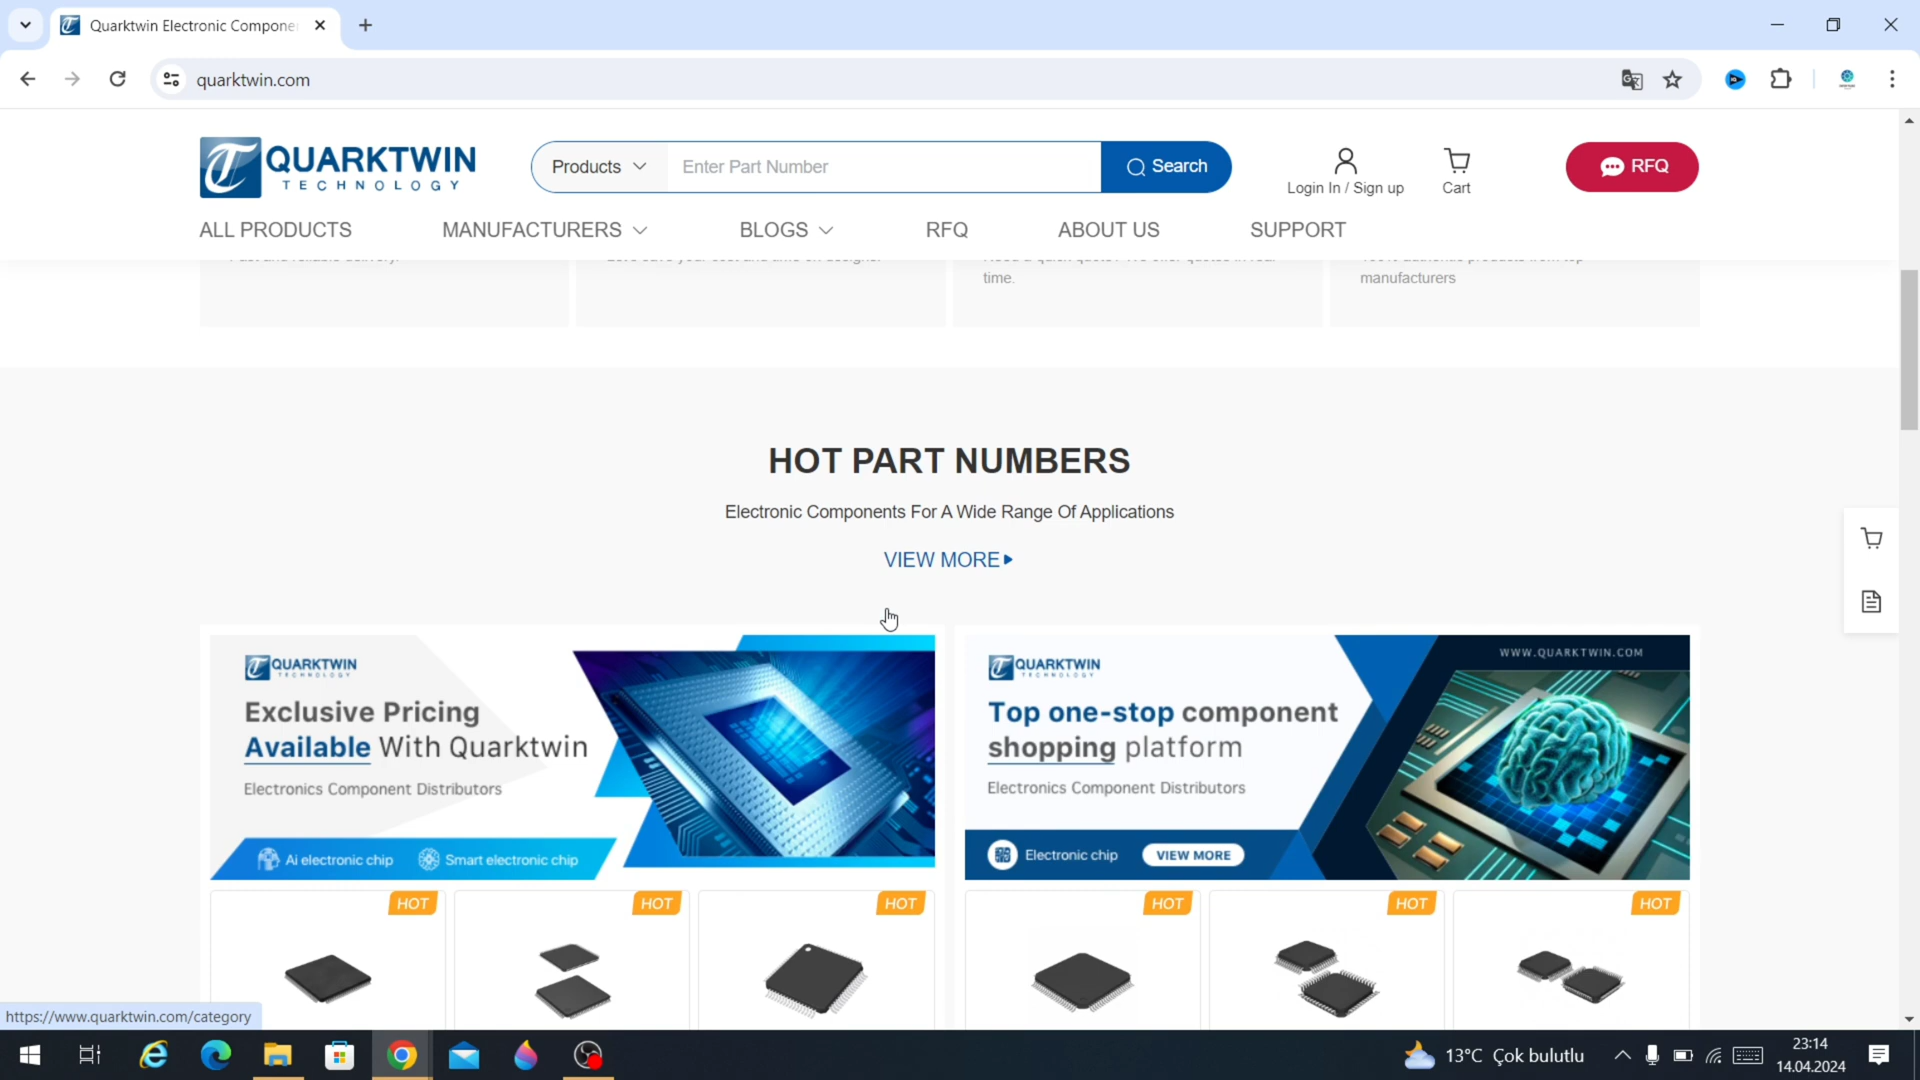 Quarktwin Electronic Compone
quarktwin.com
QUARKTWIN
TECHNOLOGY
Products
Enter Part Number
Search
Login In / Sign up
Cart
RFQ
ALL PRODUCTS
MANUFACTURERS
BLOGS
RFQ
ABOUT US
SUPPORT
time.
manufacturers
HOT PART NUMBERS
Electronic Components For A Wide Range Of Applications
VIEW MORE
QUARKTWIN
TECHNOLOGY
Exclusive Pricing
Available With Quarktwin
Electronics Component Distributors
Ai electronic chip
Smart electronic chip
WWW.QUARKTWIN.COM
QUARKTWIN
TECHNOLOGY
Top one-stop component
shopping platform
Electronics Component Distributors
Electronic chip
VIEW MORE
HOT
HOT
HOT
HOT
HOT
HOT
https://www.quarktwin.com/category
13°C Çok bulutlu
23:14
14.04.2024